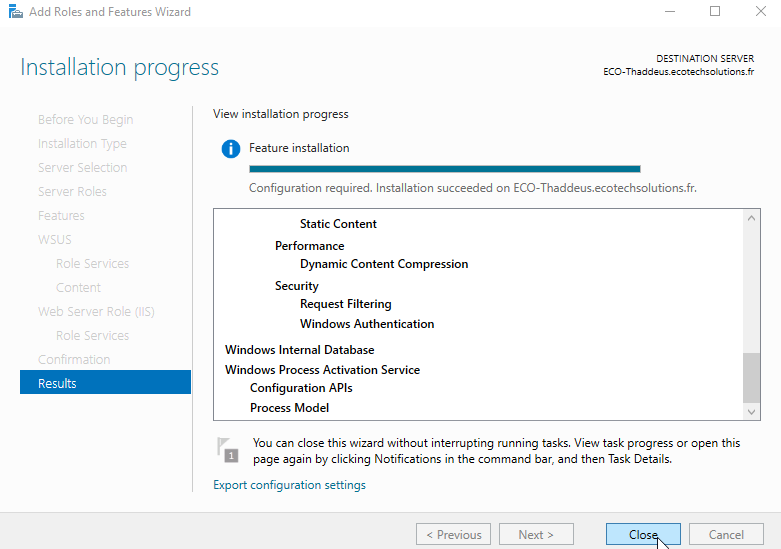 Add Roles and Features Wizard
Installation progress
DESTINATION SERVER
ECO-Thaddeus.ecotechsolutions.fr
Before You Begin
Installation Type
Server Selection
Server Roles
Features
WSUS
Role Services
Content
Web Server Role (IIS)
Role Services
Confirmation
Results
View installation progress
Feature installation
Configuration required. Installation succeeded on ECO-Thaddeus.ecotechsolutions.fr.
Static Content
Performance
Dynamic Content Compression
Security
Request Filtering
Windows Authentication
Windows Internal Database
Windows Process Activation Service
Configuration APIs
Process Model
1
You can close this wizard without interrupting running tasks. View task progress or open this
page again by clicking Notifications in the command bar, and then Task Details.
Export configuration settings
< Previous
Next >
Close
Cancel